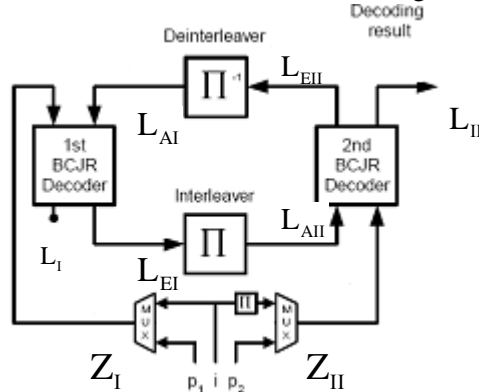 Decoding
result
Deinterleaver
Π⁻¹
L_EII
L_AI
L_II
1st
BCJR
Decoder
2nd
BCJR
Decoder
Interleaver
Π
L_AII
L_I
L_EI
Π
MUX
MUX
Z_I
Z_II
p₁ i p₂